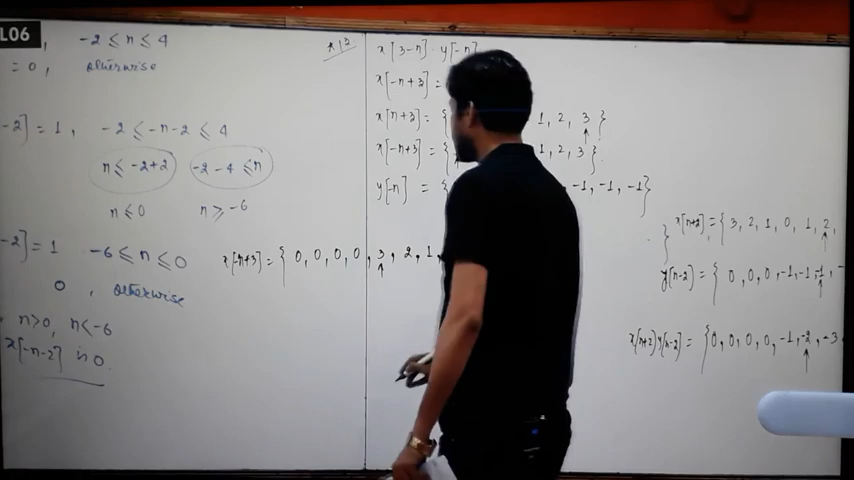 L06
-2 ≤ n ≤ 4
= 0, otherwise
-2] = 1, -2 ≤ -n-2 ≤ 4
n ≤ -2+2 -2-4 ≤ n
n ≤ 0 n ≥ -6
-2] = 1 -6 ≤ n ≤ 0
0, otherwise
n>0, n<-6
x[-n-2] is 0.
x[3-n] y[-n]
x[-n+3] =
x[n+3] = { 1, 2, 3 }
↑
x[-n+3] = { 1, 2, 3 }
y[-n] = { -1, -1, -1}
x[-n+3] = { 0, 0, 0, 0, 3, 2, 1,
↑
}
x[n+2] = { 3, 2, 1, 0, 1, 2,
↑
y[n-2] = { 0, 0, 0, -1, -1, -1, -
↑
x[n+2) y[n-2] = { 0, 0, 0, 0, -1, -2, -3
↑